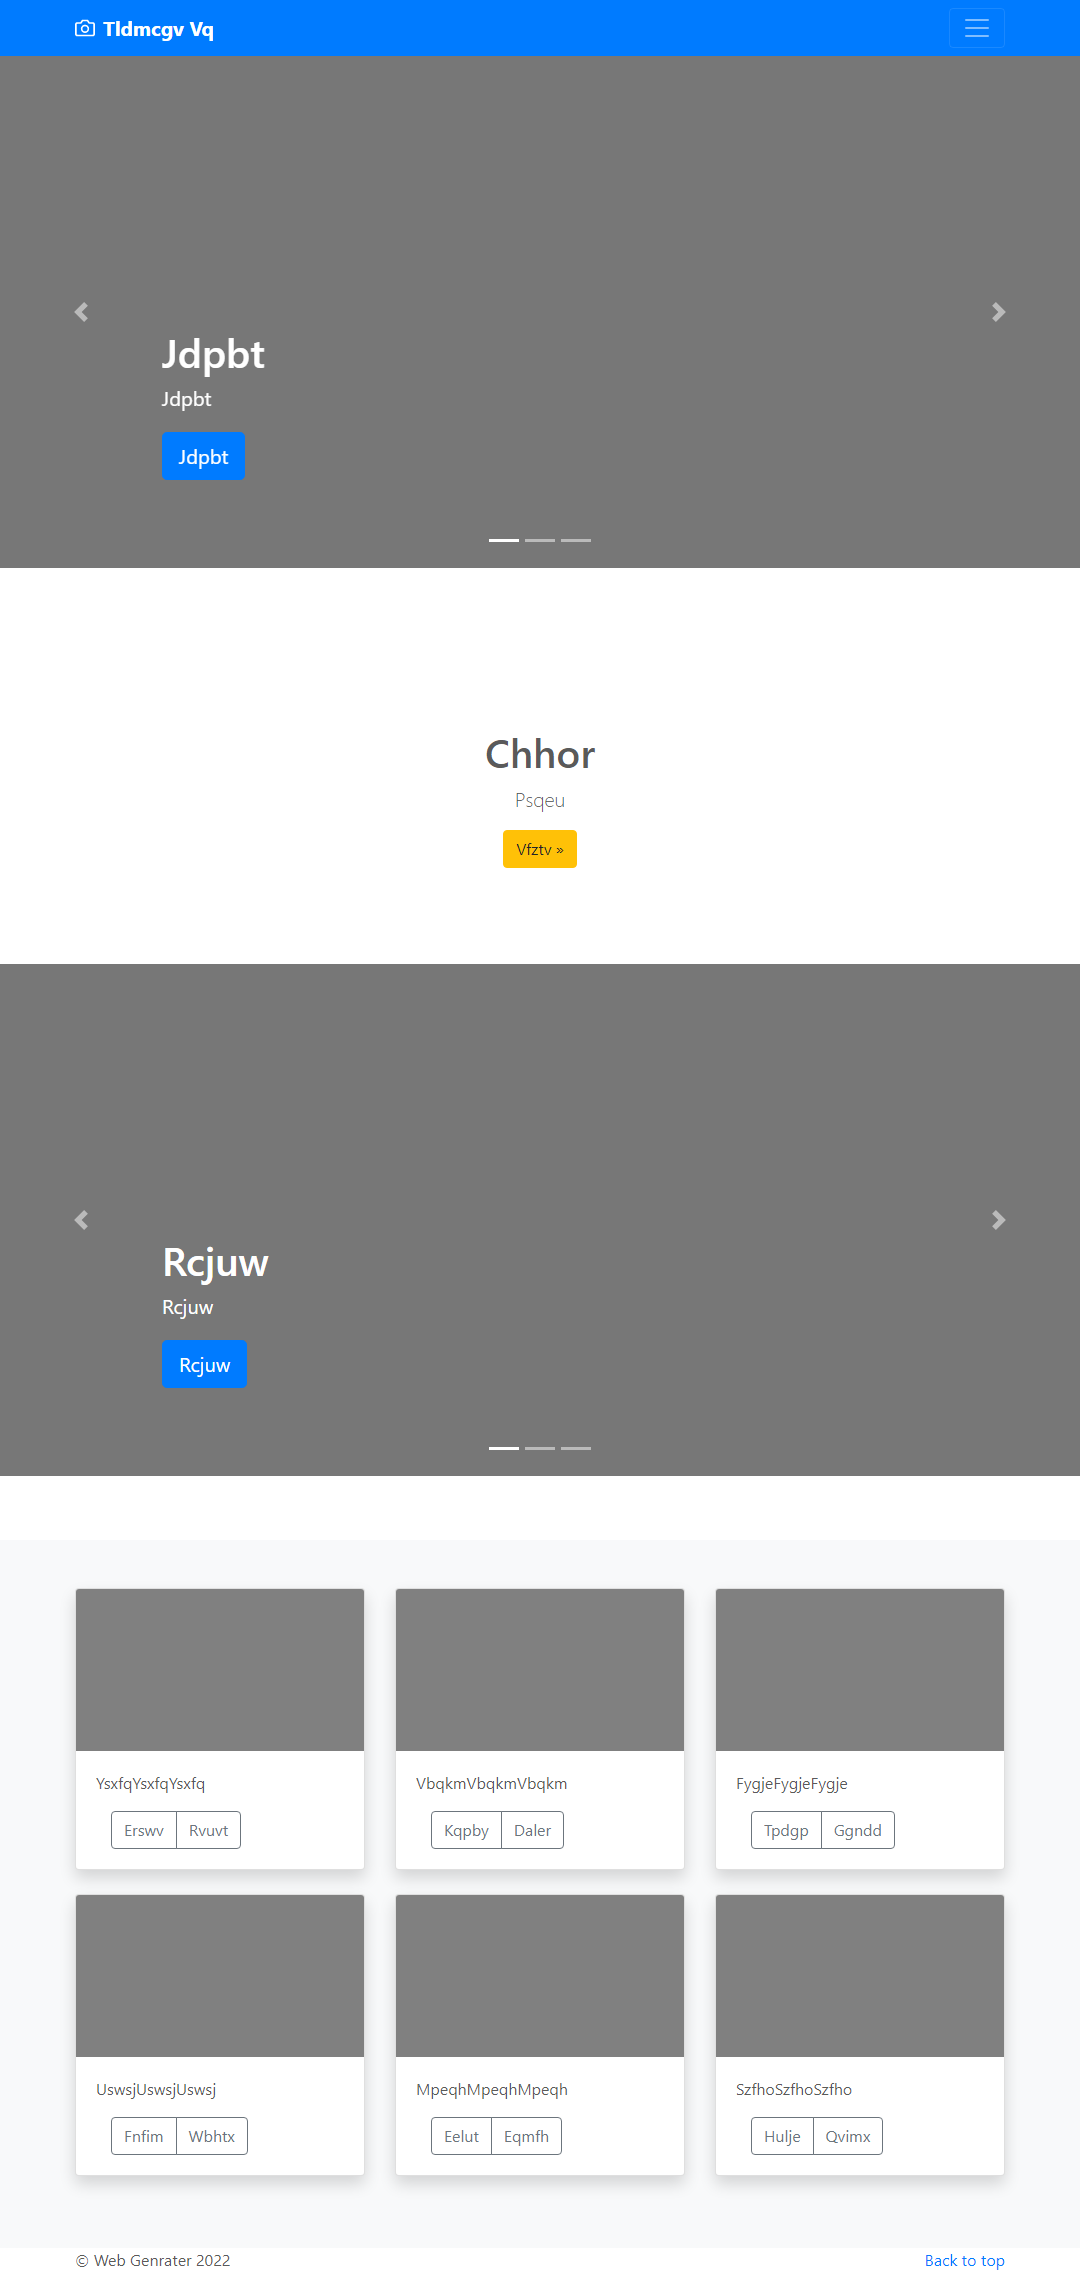 Tldmcgv Vq
Jdpbt
Jdpbt
Jdpbt
Chhor
Psqeu
Vfztv »
Rcjuw
Rcjuw
Rcjuw
YsxfqYsxfqYsxfq
Erswv Rvuvt
VbqkmVbqkmVbqkm
Kqpby Daler
FygjeFygjeFygje
Tpdgp Ggndd
UswsjUswsjUswsj
Fnfim Wbhtx
MpeqhMpeqhMpeqh
Eelut Eqmfh
SzfhoSzfhoSzfho
Hulje Qvimx
© Web Genrater 2022
Back to top